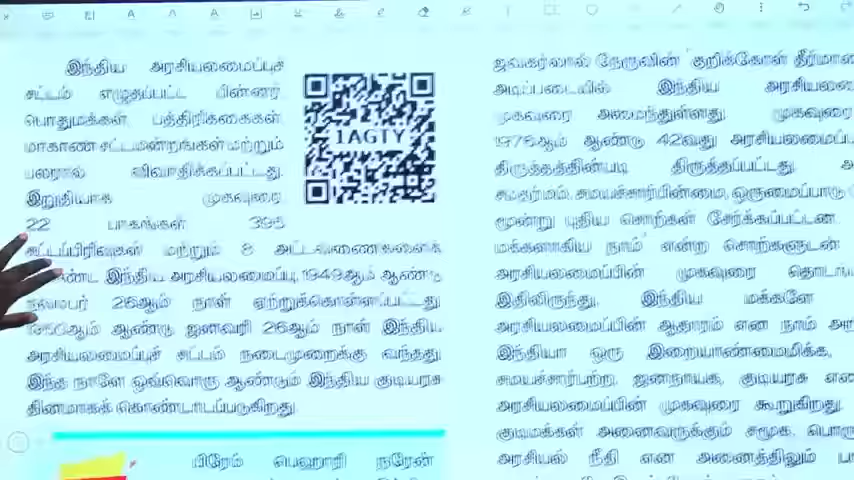 இந்திய அரசியலமைப்புச்
சட்டம் எழுதப்பட்ட பின்னர்
பொதுமக்கள், பத்திரிகைகள்,
மாகாண சட்டமன்றங்கள் மற்றும்
பலரால் விவாதிக்கப்பட்டது.
இறுதியாக முகவுரை,
22 பாகங்கள் 395
சட்டப்பிரிவுகள் மற்றும் 8 அட்டவணைகளைக்
இந்திய அரசியலமைப்பு, 1949ஆம் ஆண்டு
நவம்பர் 26ஆம் நாள் ஏற்றுக்கொள்ளப்பட்டது
1950ஆம் ஆண்டு ஜனவரி 26ஆம் நாள் இந்திய
அரசியலமைப்புச் சட்டம் நடைமுறைக்கு வந்தது
இந்த நாளே ஒவ்வொரு ஆண்டும் இந்திய குடியரசு
தினமாகக் கொண்டாடப்படுகிறது.
1AGTY
பிரேம் பெஹாரி நரேன்
ஜவகர்லால் நேருவின் 'குறிக்கோள்
அடிப்படையில் இந்திய
முகவுரை அமைந்துள்ளது. முகவுரை
1976ஆம் ஆண்டு 42வது
திருத்தத்தின்படி திருத்தப்பட்டது.
சமதர்மம், சமயச்சார்பின்மை, ஒருமைப்பாடு
மூன்று புதிய சொற்கள் சேர்க்கப்பட்டன.
மக்களாகிய நாம்' என்ற சொற்களுடன்
அரசியலமைப்பின் முகவுரை
இதிலிருந்து, இந்திய மக்களே
அரசியலமைப்பின் ஆதாரம் என நாம்
இந்தியா ஒரு இறையாண்மைமிக்க,
சமயச்சார்பற்ற, ஜனநாயக, குடியரசு
அரசியலமைப்பின் முகவுரை கூறுகிறது.
குடிமக்கள் அனைவருக்கும் சமூக,
அரசியல் நீதி என அனைத்திலும்